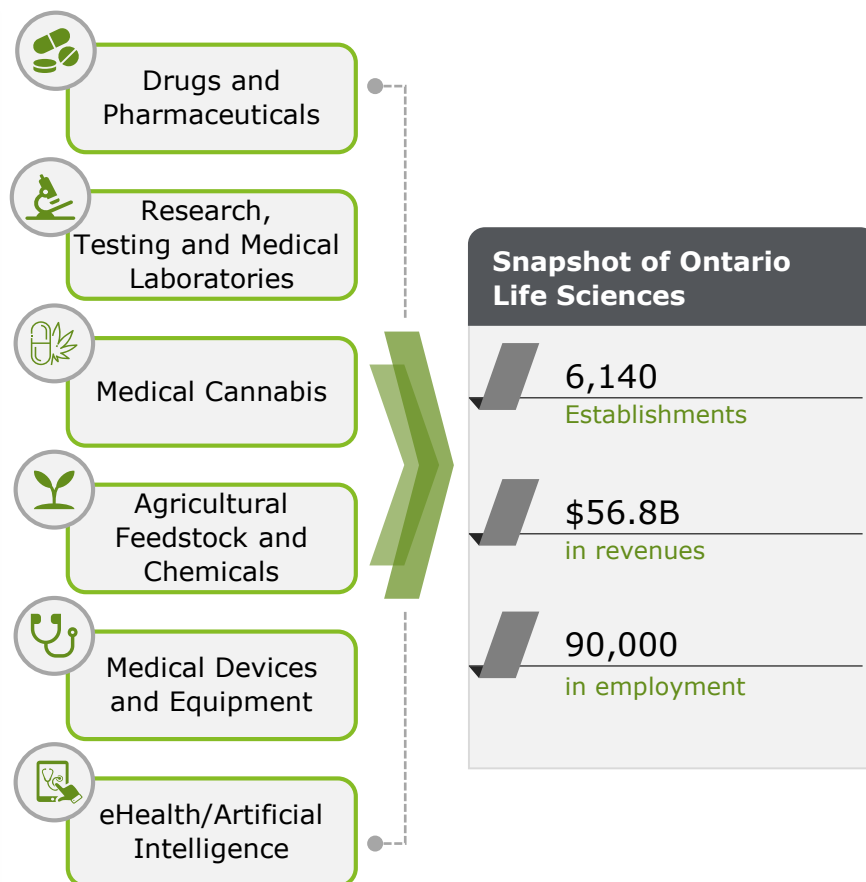 Drugs and
Pharmaceuticals
Research,
Testing and Medical
Laboratories
Medical Cannabis
Agricultural
Feedstock and
Chemicals
Medical Devices
and Equipment
eHealth/Artificial
Intelligence
Snapshot of Ontario
Life Sciences
6,140
Establishments
$56.8B
in revenues
90,000
in employment